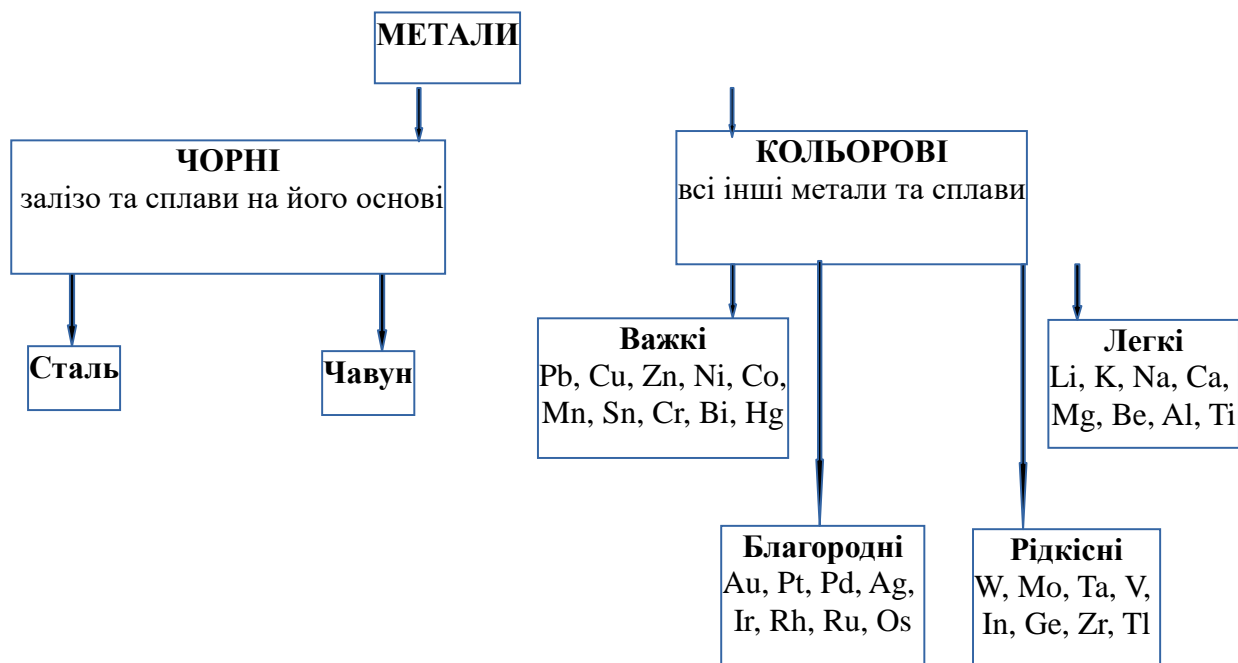 МЕТАЛИ
ЧОРНІ
залізо та сплави на його основі
КОЛЬОРОВІ
всі інші метали та сплави
Сталь
Чавун
Важкі
Pb, Cu, Zn, Ni, Co,
Mn, Sn, Cr, Bi, Hg
Легкі
Li, K, Na, Ca,
Mg, Be, Al, Ti
Благородні
Au, Pt, Pd, Ag,
Ir, Rh, Ru, Os
Рідкісні
W, Mo, Ta, V,
In, Ge, Zr, Tl